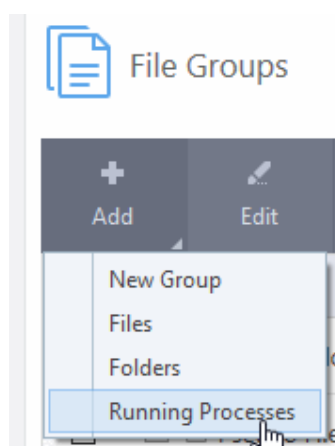 File Groups
Add
Edit
New Group
Files
Folders
Running Processes